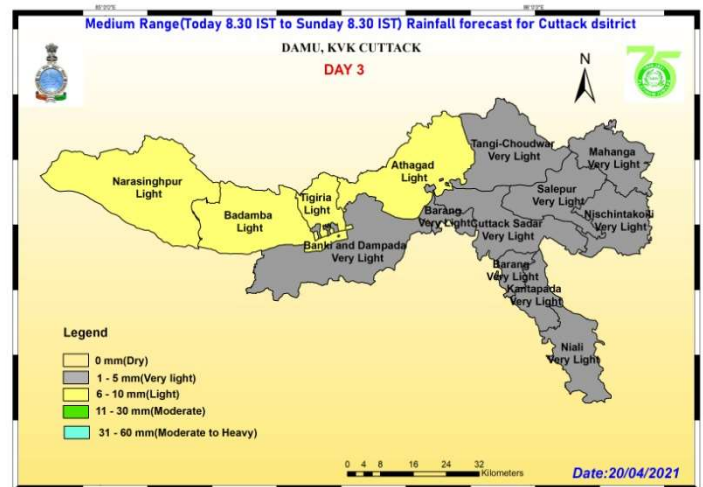 Medium Range(Today 8.30 IST to Sunday 8.30 IST) Rainfall forecast for Cuttack dsitrict
DAMU, KVK CUTTACK
DAY 3
N
75
Tangi-Choudwar
Very Light
Mahanga
Very Light
Athagad
Light
Narasinghpur
Light
Salepur
Very Light
Tigiria
Light
Badamba
Light
Nischintakoili
Very Light
Barang
Very Light
Cuttack Sadar
Very Light
Banki and Dampada
Very Light
Barang
Very Light
Kantapada
Very Light
Niali
Very Light
Legend
0 mm(Dry)
1 - 5 mm(Very light)
6 - 10 mm(Light)
11 - 30 mm(Moderate)
31 - 60 mm(Moderate to Heavy)
0 4 8 16 24 32
Kilometers
Date:20/04/2021